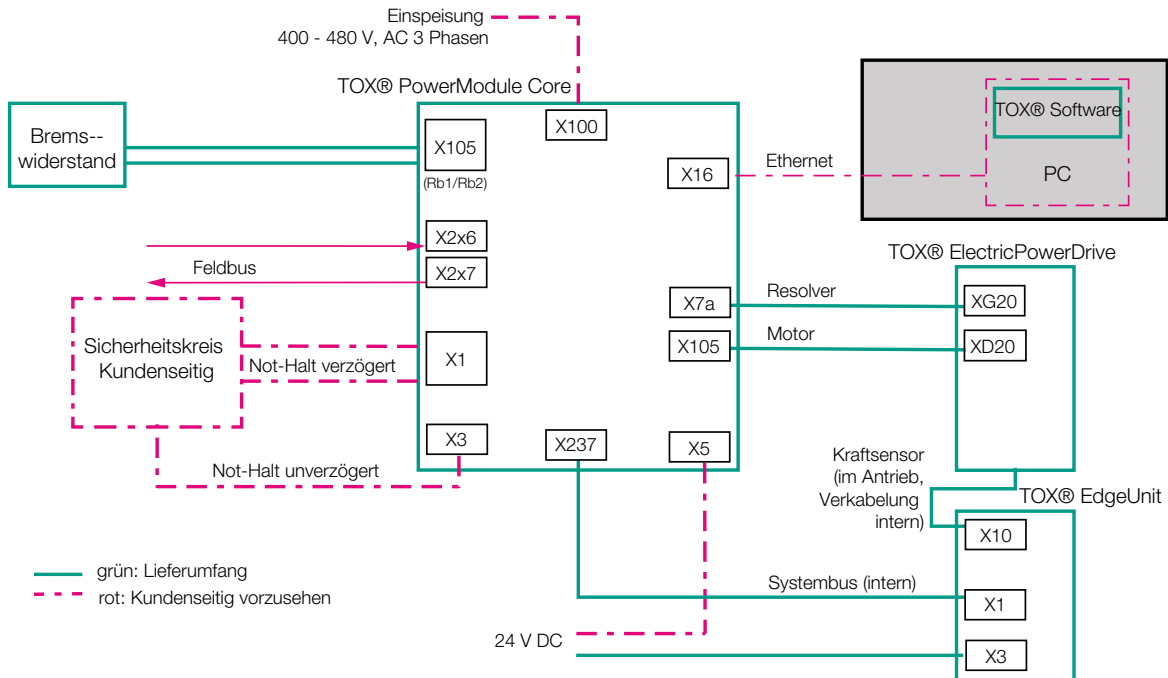 Einspeisung
400 - 480 V, AC 3 Phasen
TOX® PowerModule Core
Brems--
widerstand
X105
(Rb1/Rb2)
X100
X16
Ethernet
TOX® Software
PC
X2x6
X2x7
Feldbus
TOX® ElectricPowerDrive
X7a
Resolver
XG20
X105
Motor
XD20
Sicherheitskreis
Kundenseitig
Not-Halt verzögert
X1
X3
X237
X5
Not-Halt unverzögert
Kraftsensor
(im Antrieb,
Verkabelung
intern)
TOX® EdgeUnit
X10
grün: Lieferumfang
rot: Kundenseitig vorzusehen
Systembus (intern)
X1
24 V DC
X3